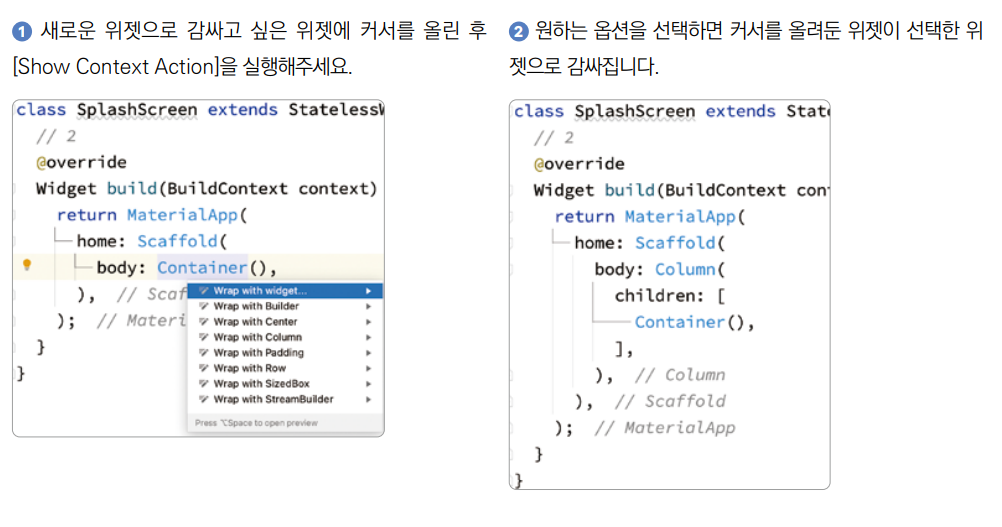 1 새로운 위젯으로 감싸고 싶은 위젯에 커서를 올린 후
[Show Context Action]을 실행해주세요.
class SplashScreen extends StatelessW
// 2
@override
Widget build(BuildContext context)
return MaterialApp(
home: Scaffold(
body: Container(),
), // Scaf
); // Materi
}
}
Wrap with widget...
Wrap with Builder
Wrap with Center
Wrap with Column
Wrap with Padding
Wrap with Row
Wrap with SizedBox
Wrap with StreamBuilder
Press ⌥Space to open preview
2 원하는 옵션을 선택하면 커서를 올려둔 위젯이 선택한 위
젯으로 감싸집니다.
class SplashScreen extends Stat
// 2
@override
Widget build(BuildContext con
return MaterialApp(
home: Scaffold(
body: Column(
children: [
Container(),
],
), // Column
), // Scaffold
); // MaterialApp
}
}